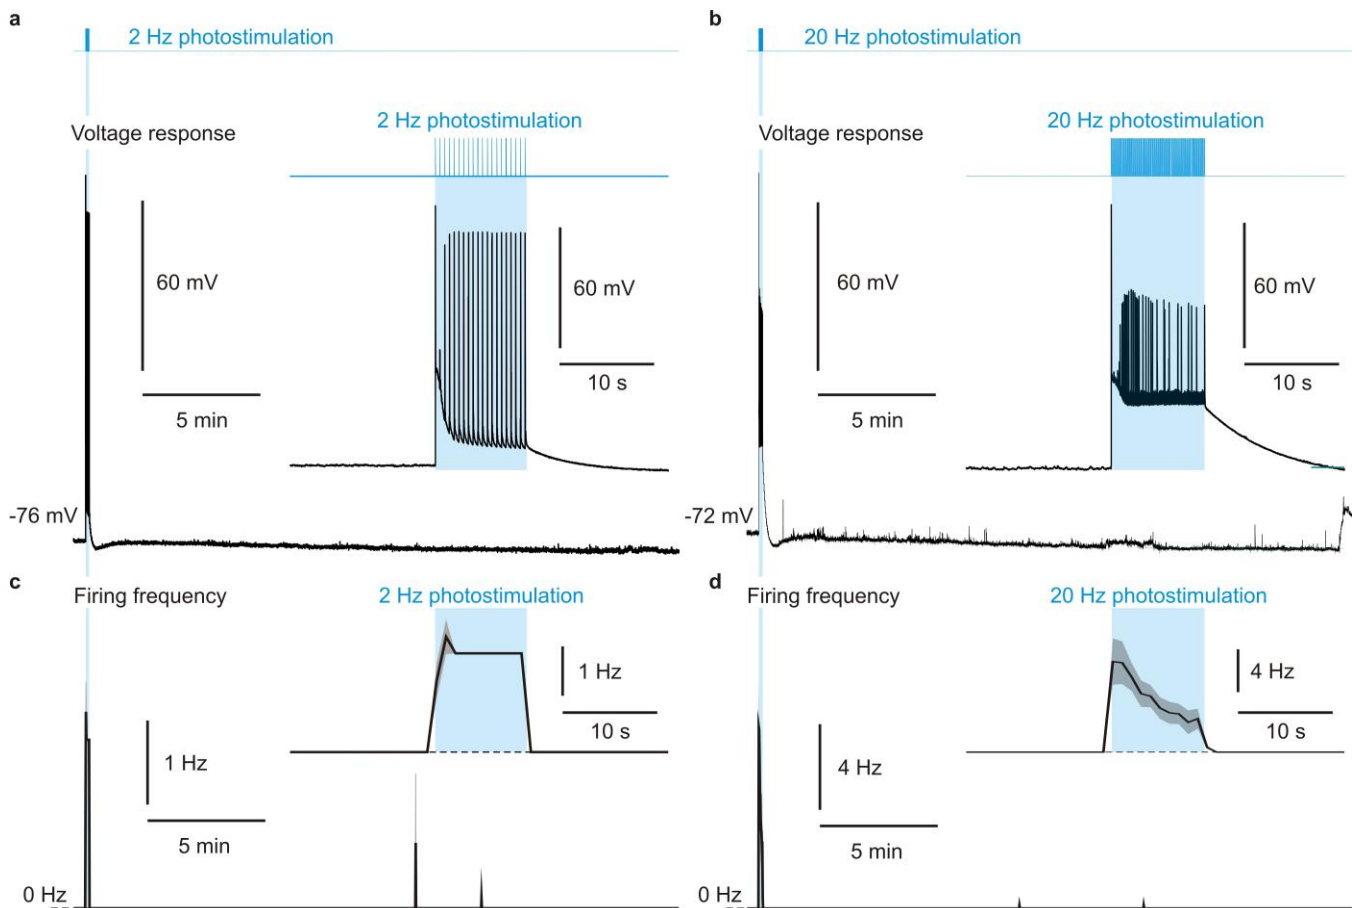 a
2 Hz photostimulation
Voltage response
2 Hz photostimulation
60 mV
60 mV
10 s
5 min
-76 mV
b
20 Hz photostimulation
Voltage response
20 Hz photostimulation
60 mV
60 mV
10 s
5 min
-72 mV
c
Firing frequency
2 Hz photostimulation
1 Hz
10 s
1 Hz
5 min
0 Hz
d
Firing frequency
20 Hz photostimulation
4 Hz
10 s
4 Hz
5 min
0 Hz